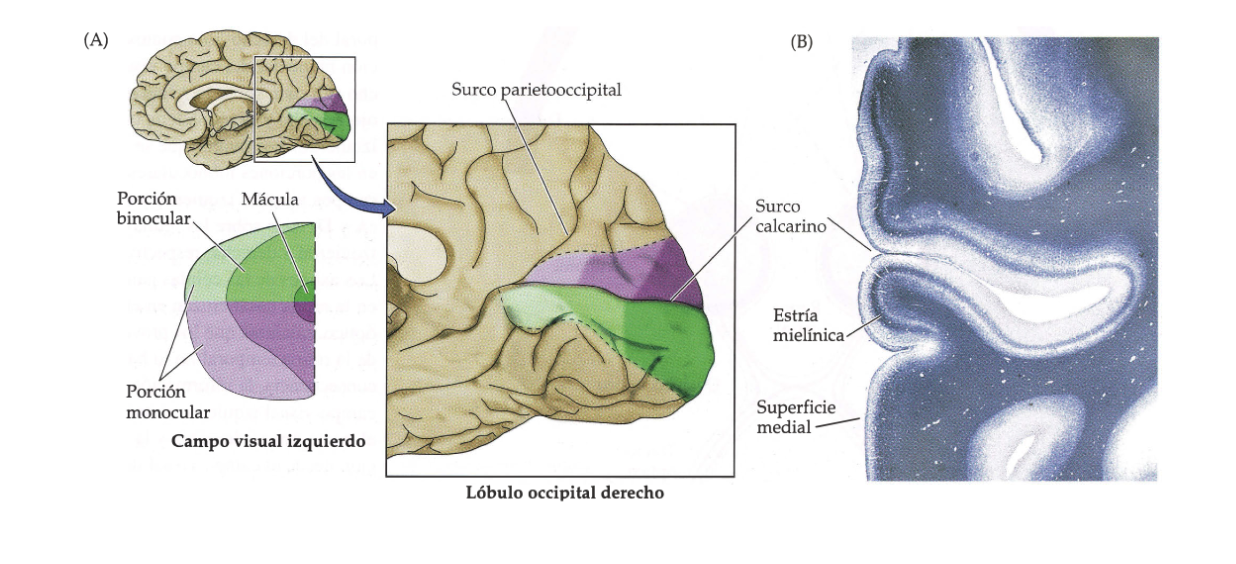 (A)
Surco parietooccipital
Porción
binocular
Mácula
Porción
monocular
Campo visual izquierdo
Lóbulo occipital derecho
(B)
Surco
calcarino
Estría
mielínica
Superficie
medial